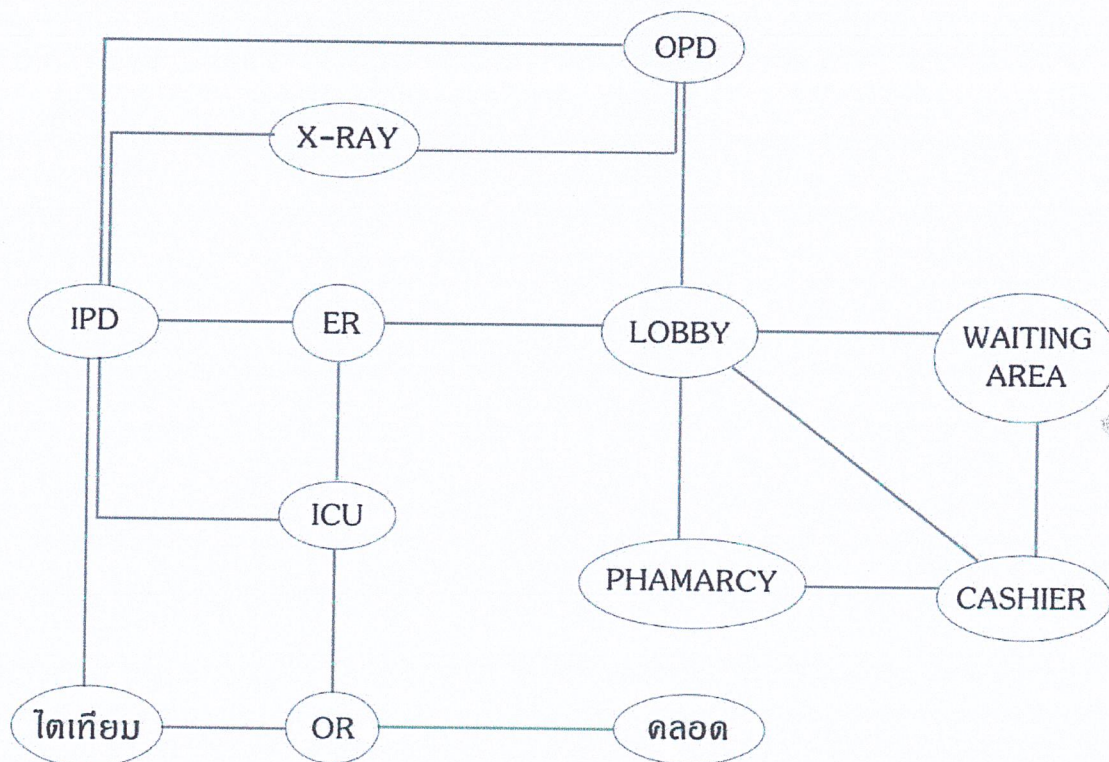 OPD
X-RAY
IPD
ER
LOBBY
WAITING
AREA
ICU
PHAMARCY
CASHIER
ไตเทียม
OR
คลอด